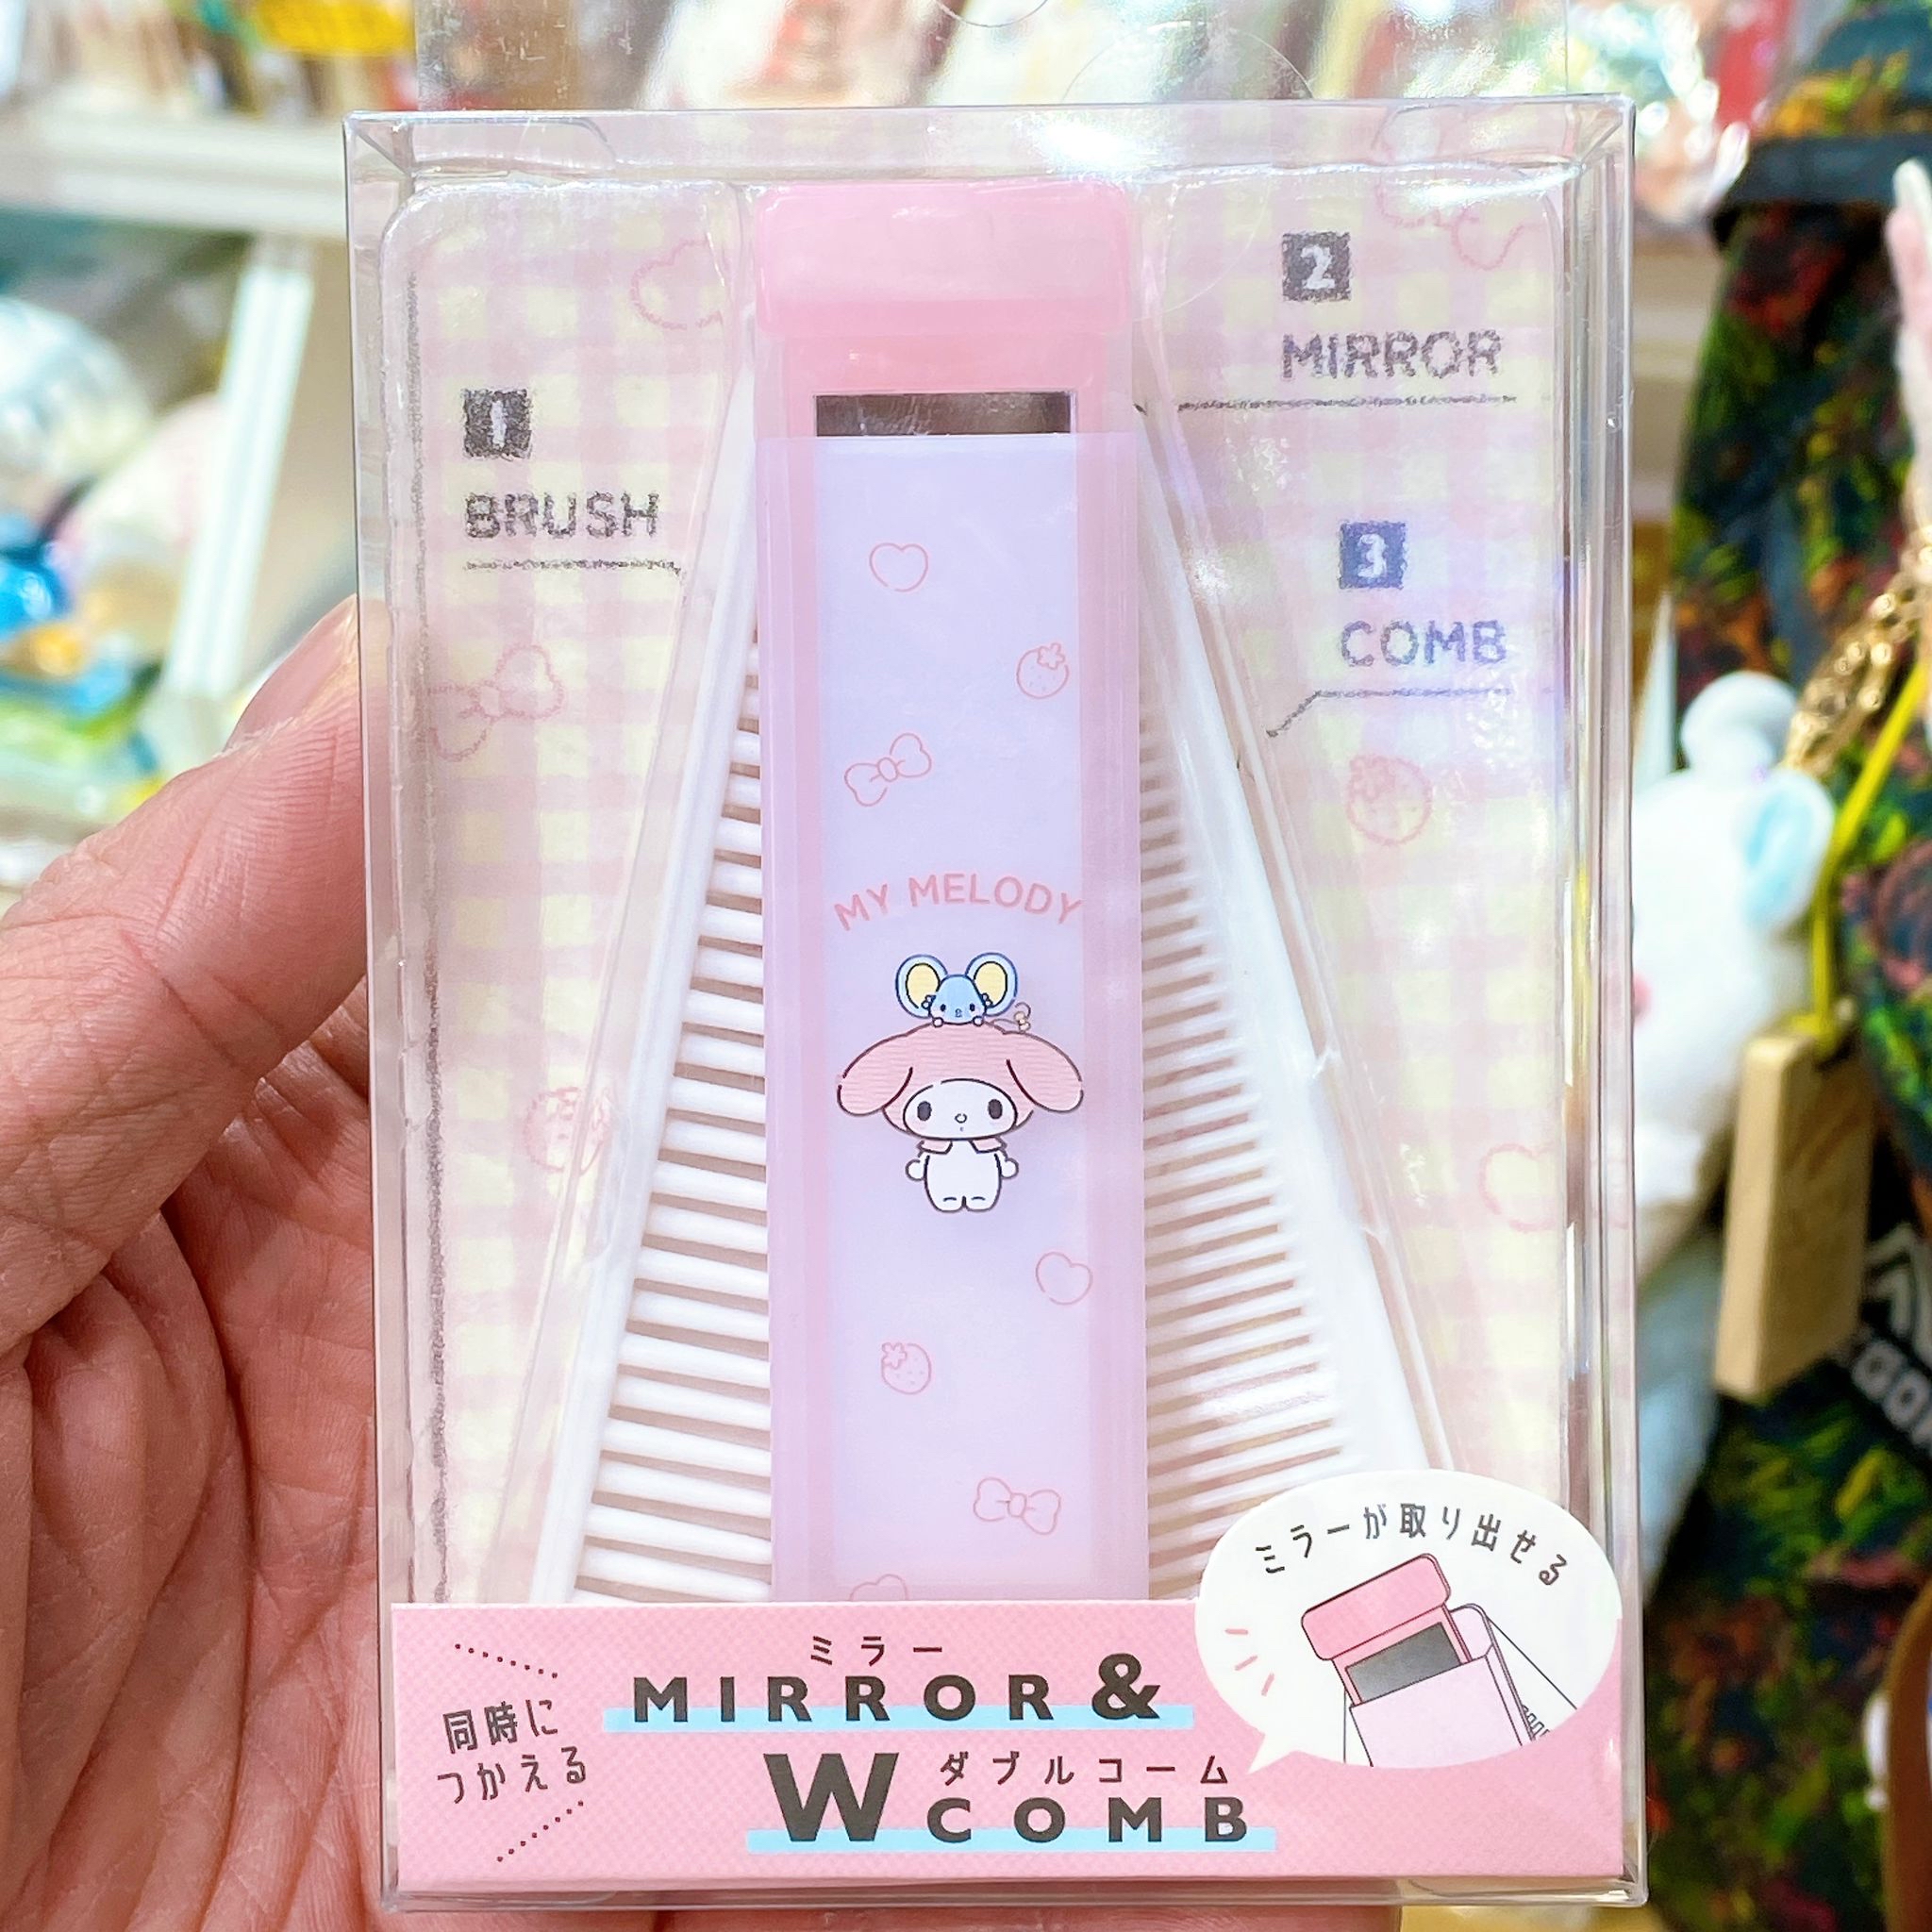 2
MIRROR
1
BRUSH
3
COMB
MY MELODY
ミラーが取り出せる
ミラー
MIRROR &
同時に
つかえる
ダブルコーム
W COMB